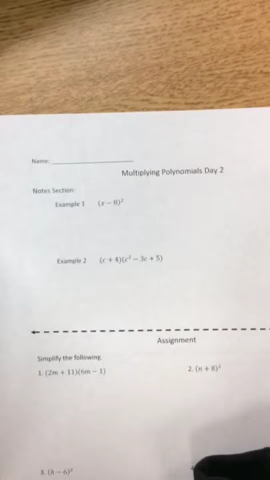 Name: ____________________
Multiplying Polynomials Day 2
Notes Section:
Example 1 (x − 8)²
Example 2 (c + 4)(c² − 3c + 5)
Assignment
Simplify the following.
1. (2m + 11)(6m − 1)
2. (n + 8)²
3. (h − 6)²